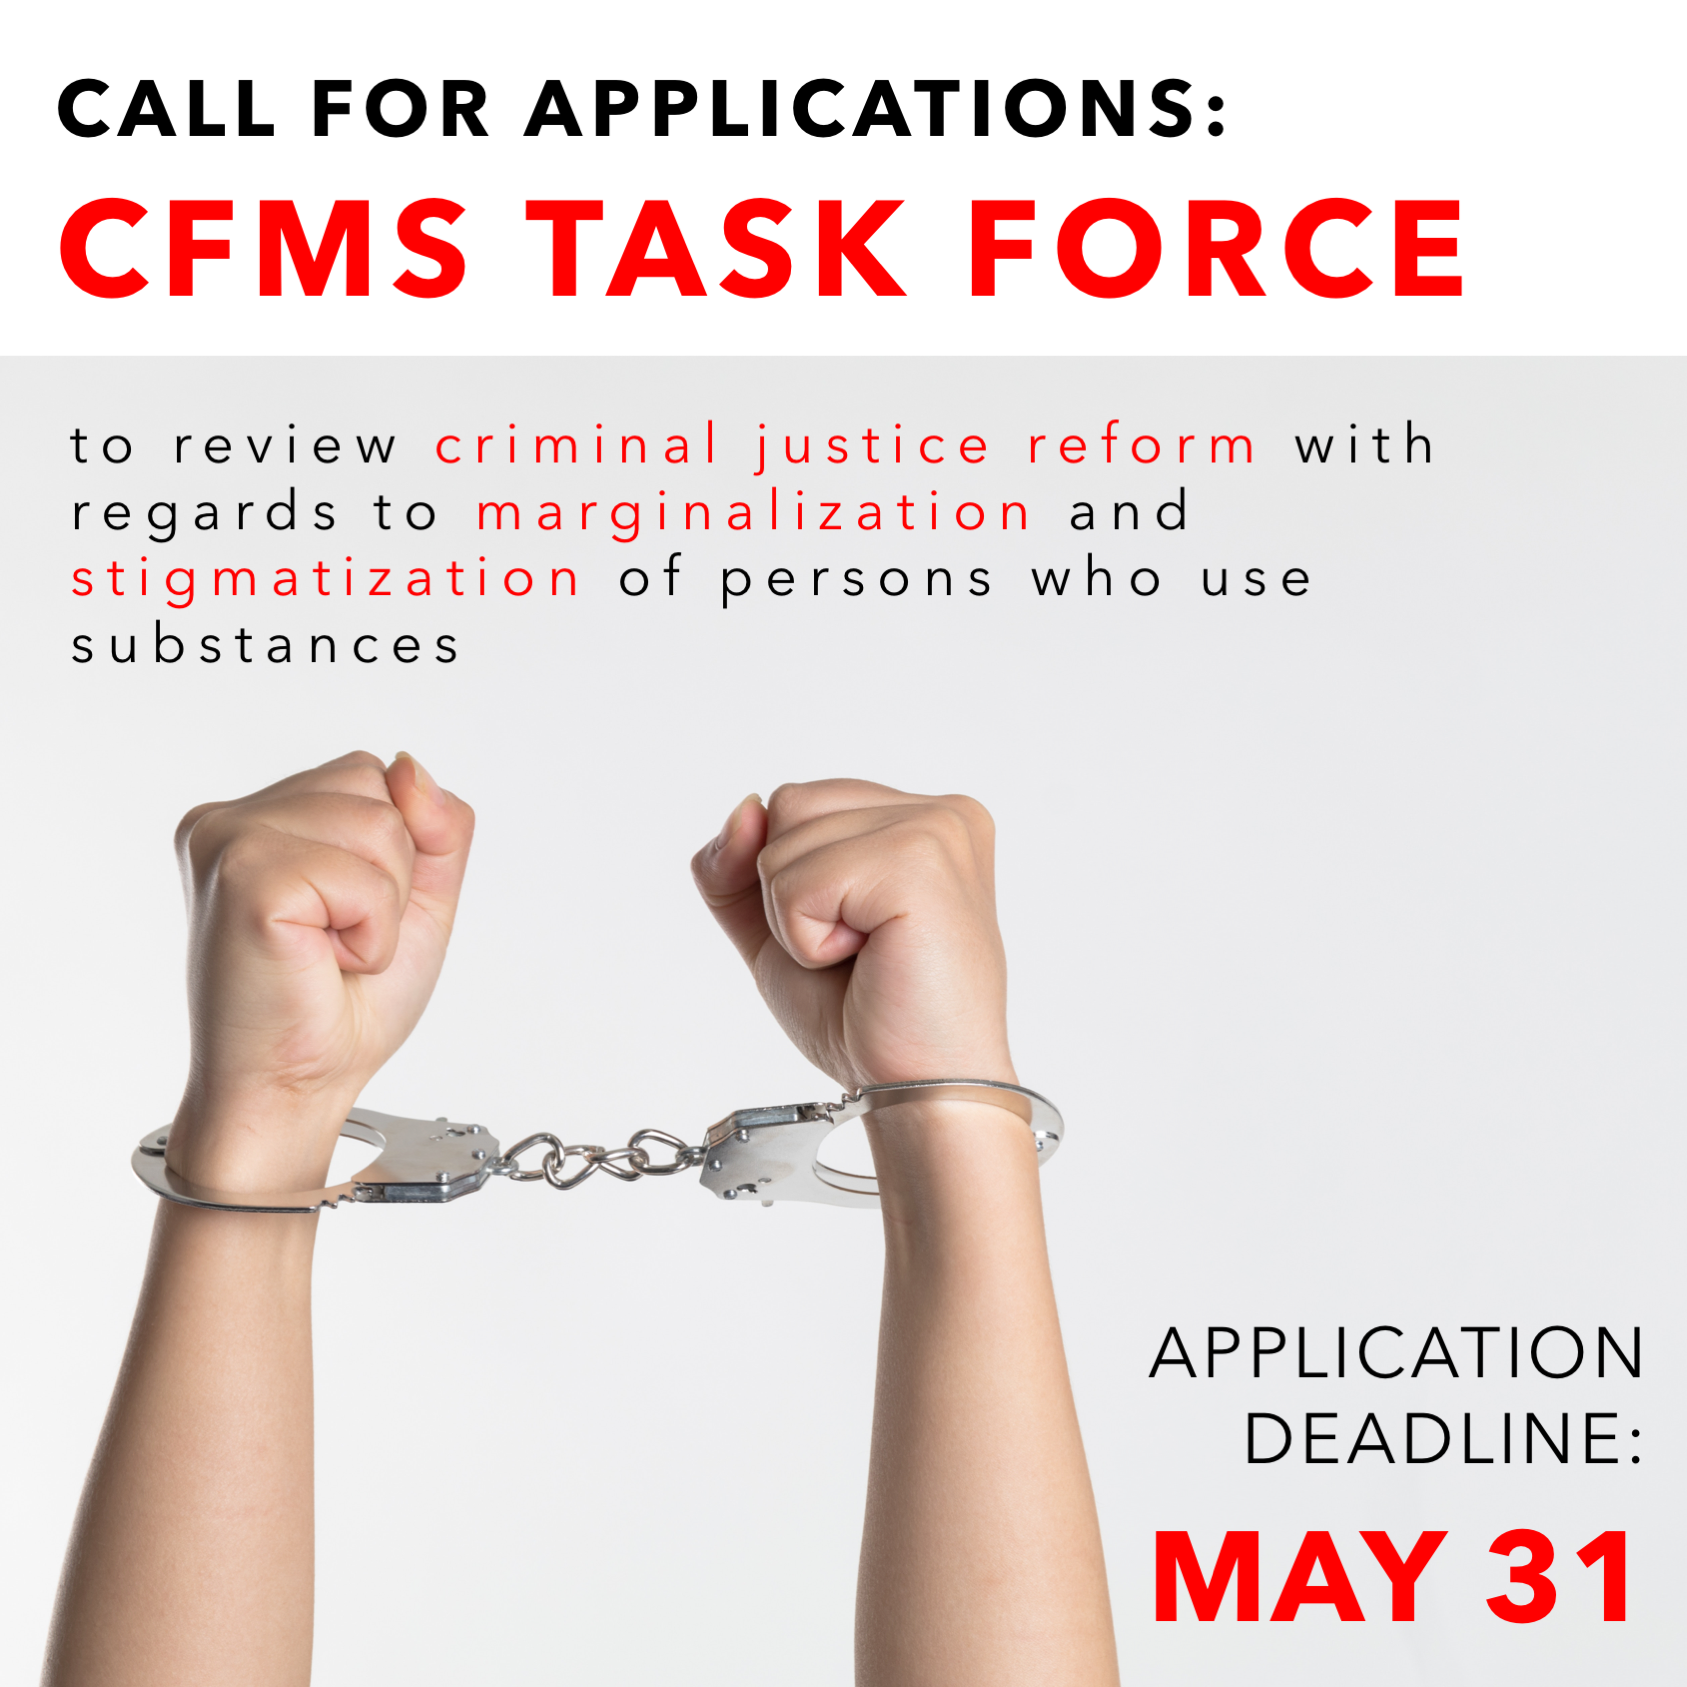 CALL FOR APPLICATIONS:
CFMS TASK FORCE
to review criminal justice reform with
regards to marginalization and
stigmatization of persons who use
substances
APPLICATION
DEADLINE:
MAY 31